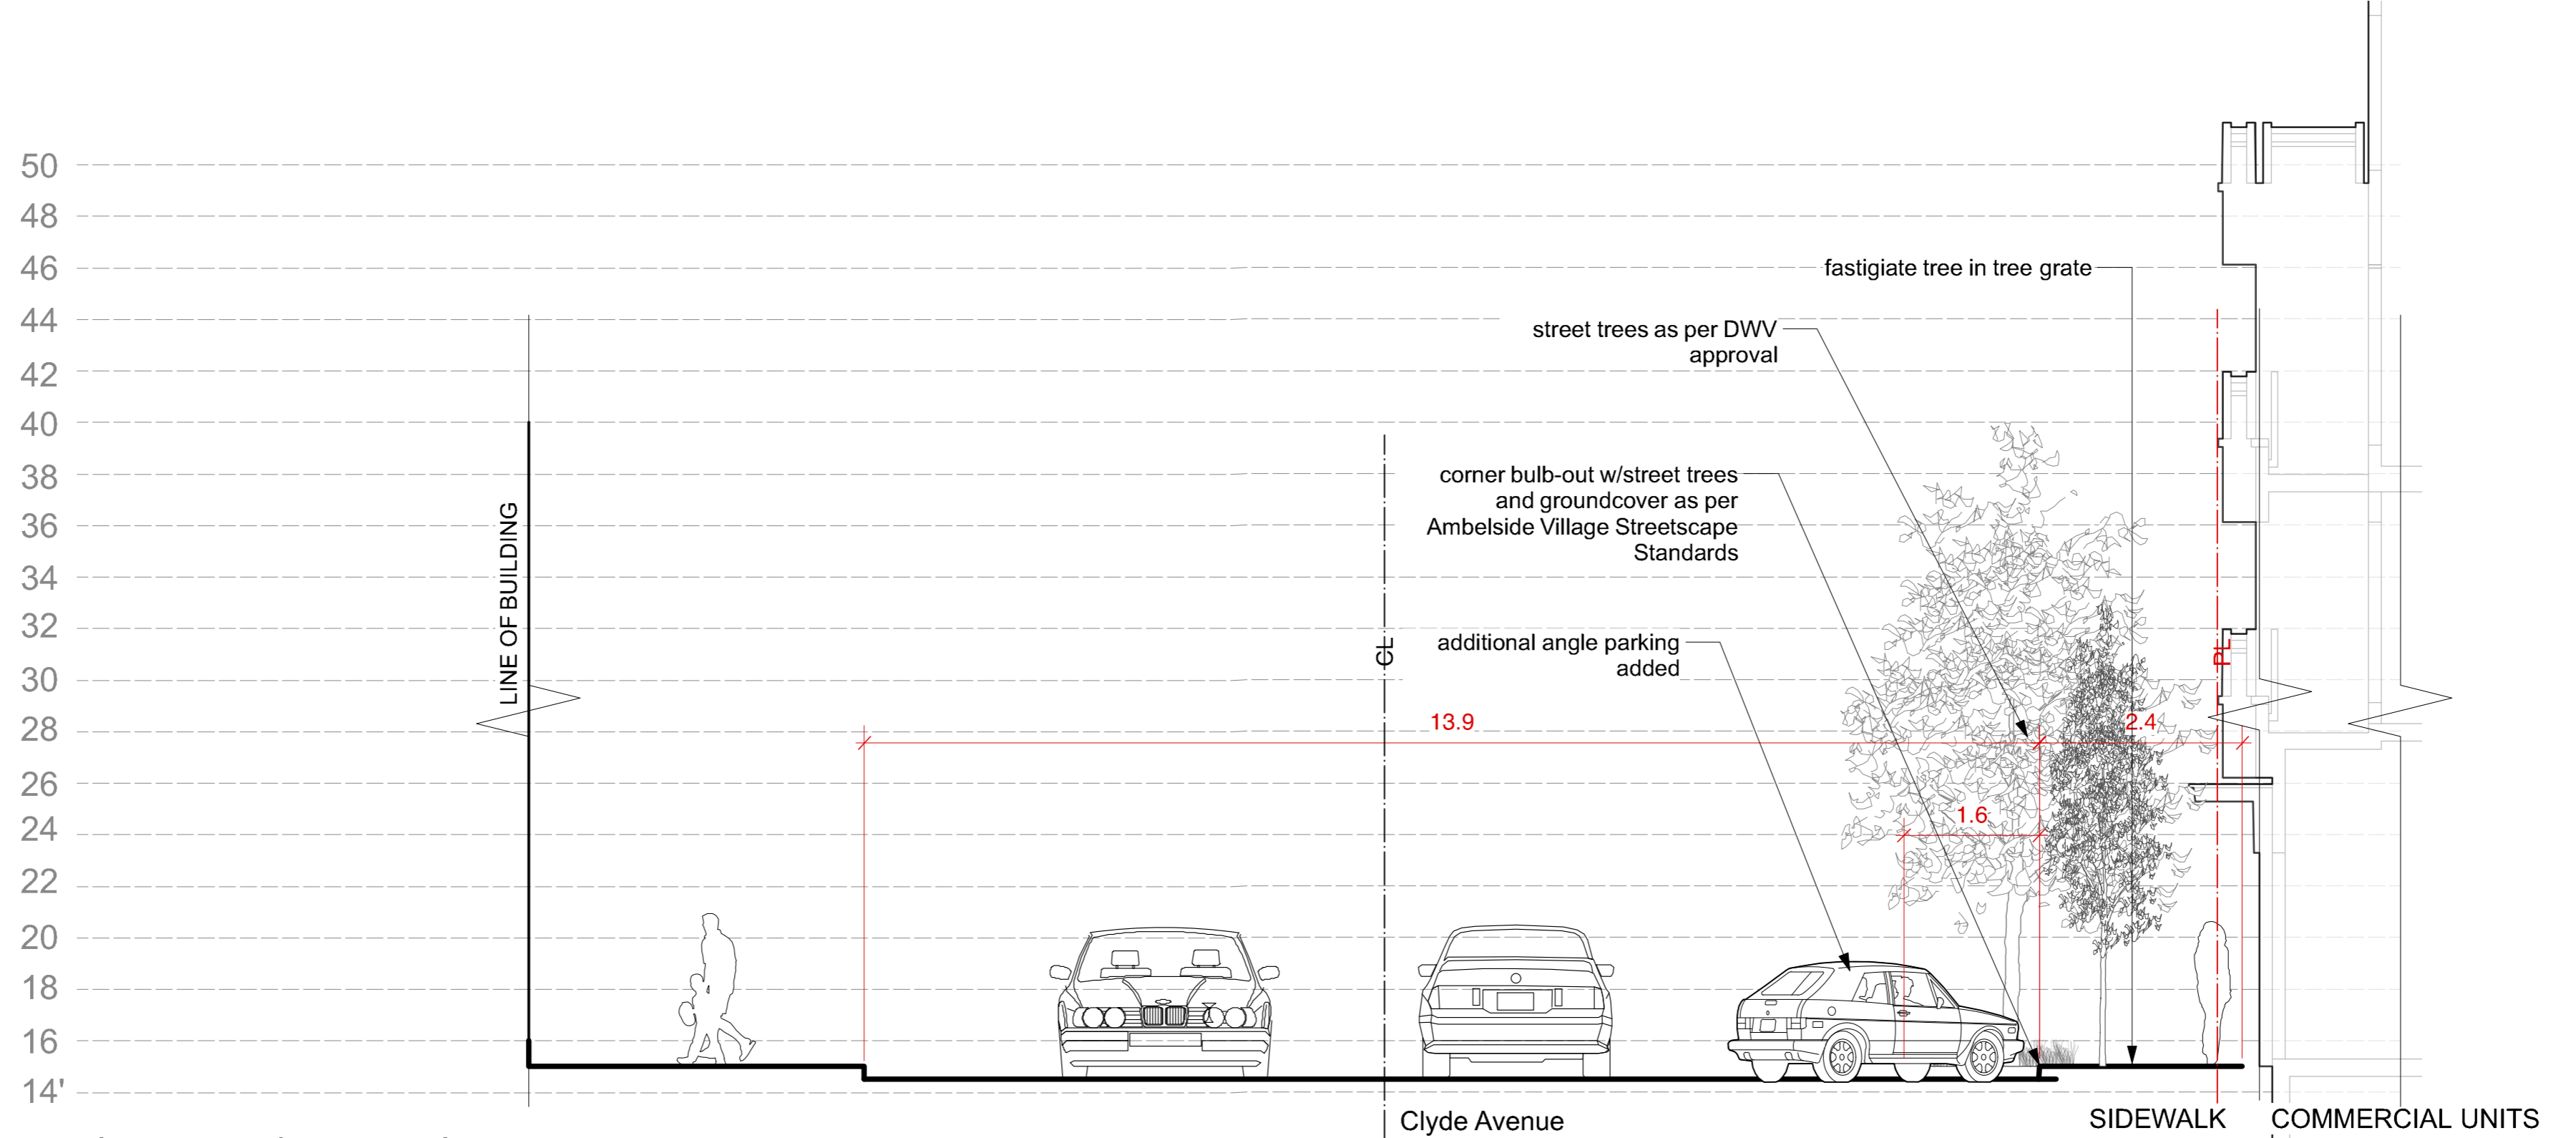 50
48
46
fastigiate tree in tree grate
44
street trees as per DWV
approval
42
40
38
corner bulb-out w/street trees
and groundcover as per
Ambelside Village Streetscape
Standards
36
34
32
LINE OF BUILDING
CL
additional angle parking
added
PL
30
28
13.9
2.4
26
24
1.6
22
20
18
16
14'
Clyde Avenue
SIDEWALK
COMMERCIAL UNITS